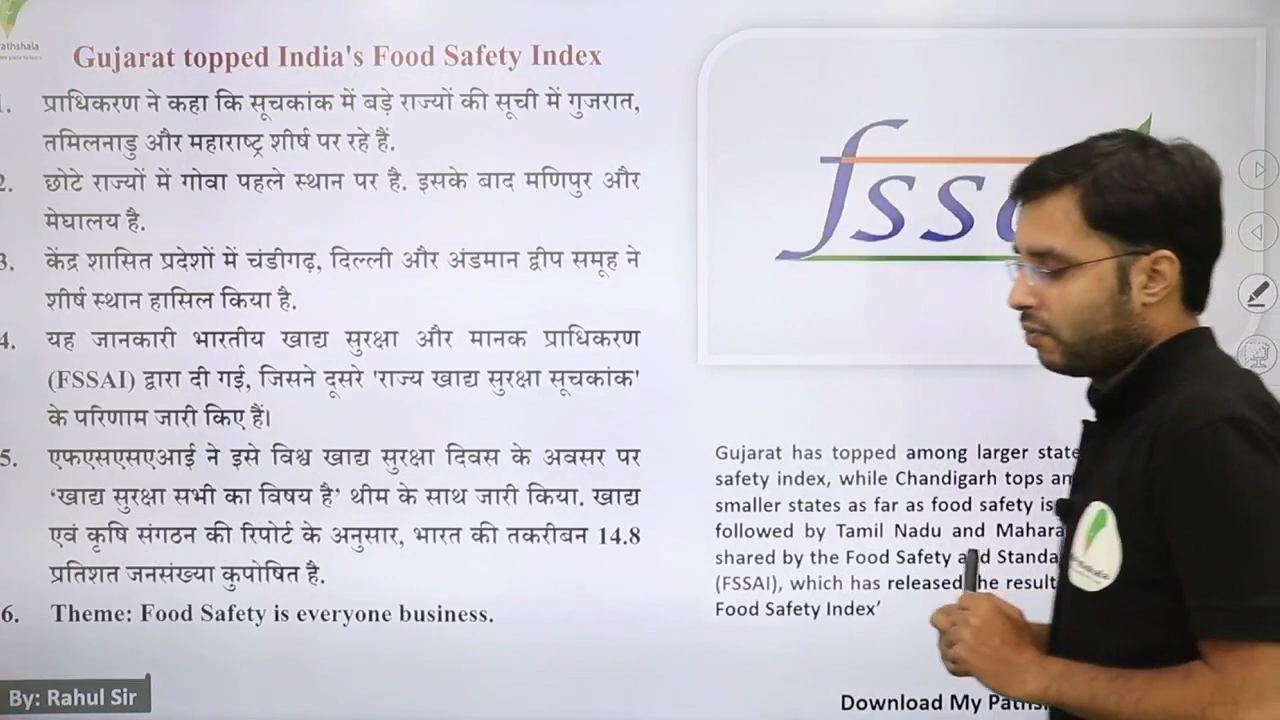 athshala
Gujarat topped India's Food Safety Index
1. प्राधिकरण ने कहा कि सूचकांक में बड़े राज्यों की सूची में गुजरात,
तमिलनाडु और महाराष्ट्र शीर्ष पर रहे हैं.
2. छोटे राज्यों में गोवा पहले स्थान पर है. इसके बाद मणिपुर और
मेघालय है.
3. केंद्र शासित प्रदेशों में चंडीगढ़, दिल्ली और अंडमान द्वीप समूह ने
शीर्ष स्थान हासिल किया है.
4. यह जानकारी भारतीय खाद्य सुरक्षा और मानक प्राधिकरण
(FSSAI) द्वारा दी गई, जिसने दूसरे 'राज्य खाद्य सुरक्षा सूचकांक'
के परिणाम जारी किए हैं।
5. एफएसएसएआई ने इसे विश्व खाद्य सुरक्षा दिवस के अवसर पर
‘खाद्य सुरक्षा सभी का विषय है’ थीम के साथ जारी किया. खाद्य
एवं कृषि संगठन की रिपोर्ट के अनुसार, भारत की तकरीबन 14.8
प्रतिशत जनसंख्या कुपोषित है.
6. Theme: Food Safety is everyone business.
By: Rahul Sir
fss
Gujarat has topped among larger state
safety index, while Chandigarh tops
smaller states as far as food safety is
followed by Tamil Nadu and Mahara
shared by the Food Safety and Standa
(FSSAI), which has released the result
Food Safety Index’
Download My Paths